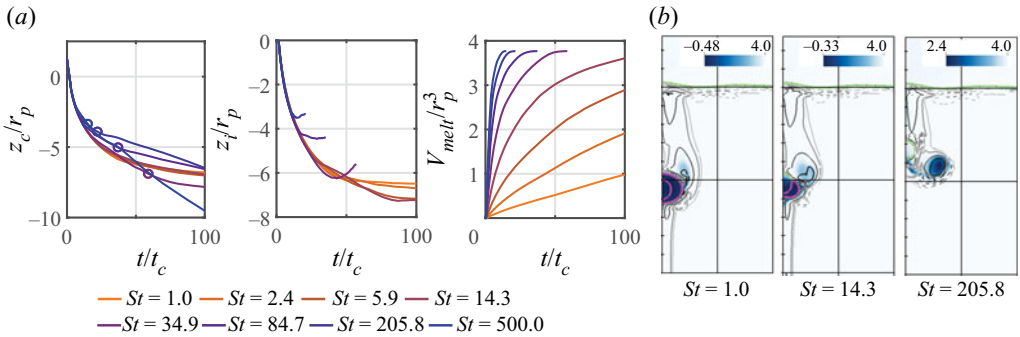 (a)
(b)
0
−5
−10
z_c/r_p
0
100
t/t_c
0
−2
−4
−6
−8
z_i/r_p
0
100
t/t_c
4
3
2
1
0
V_melt/r_p^3
0
100
t/t_c
St = 1.0 St = 2.4 St = 5.9 St = 14.3
St = 34.9 St = 84.7 St = 205.8 St = 500.0
−0.48 4.0
−0.33 4.0
2.4 4.0
St = 1.0
St = 14.3
St = 205.8